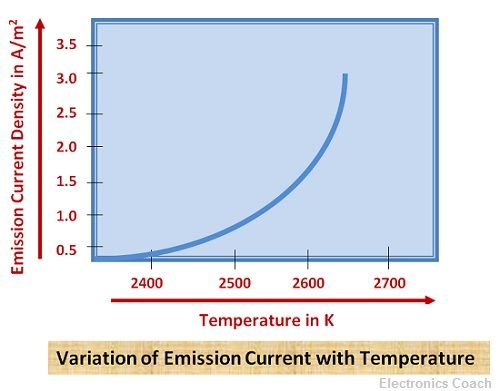 Emission Current Density in A/m²
3.5
3.0
2.5
2.0
1.5
1.0
0.5
2400 2500 2600 2700
Temperature in K
Variation of Emission Current with Temperature
Electronics Coach